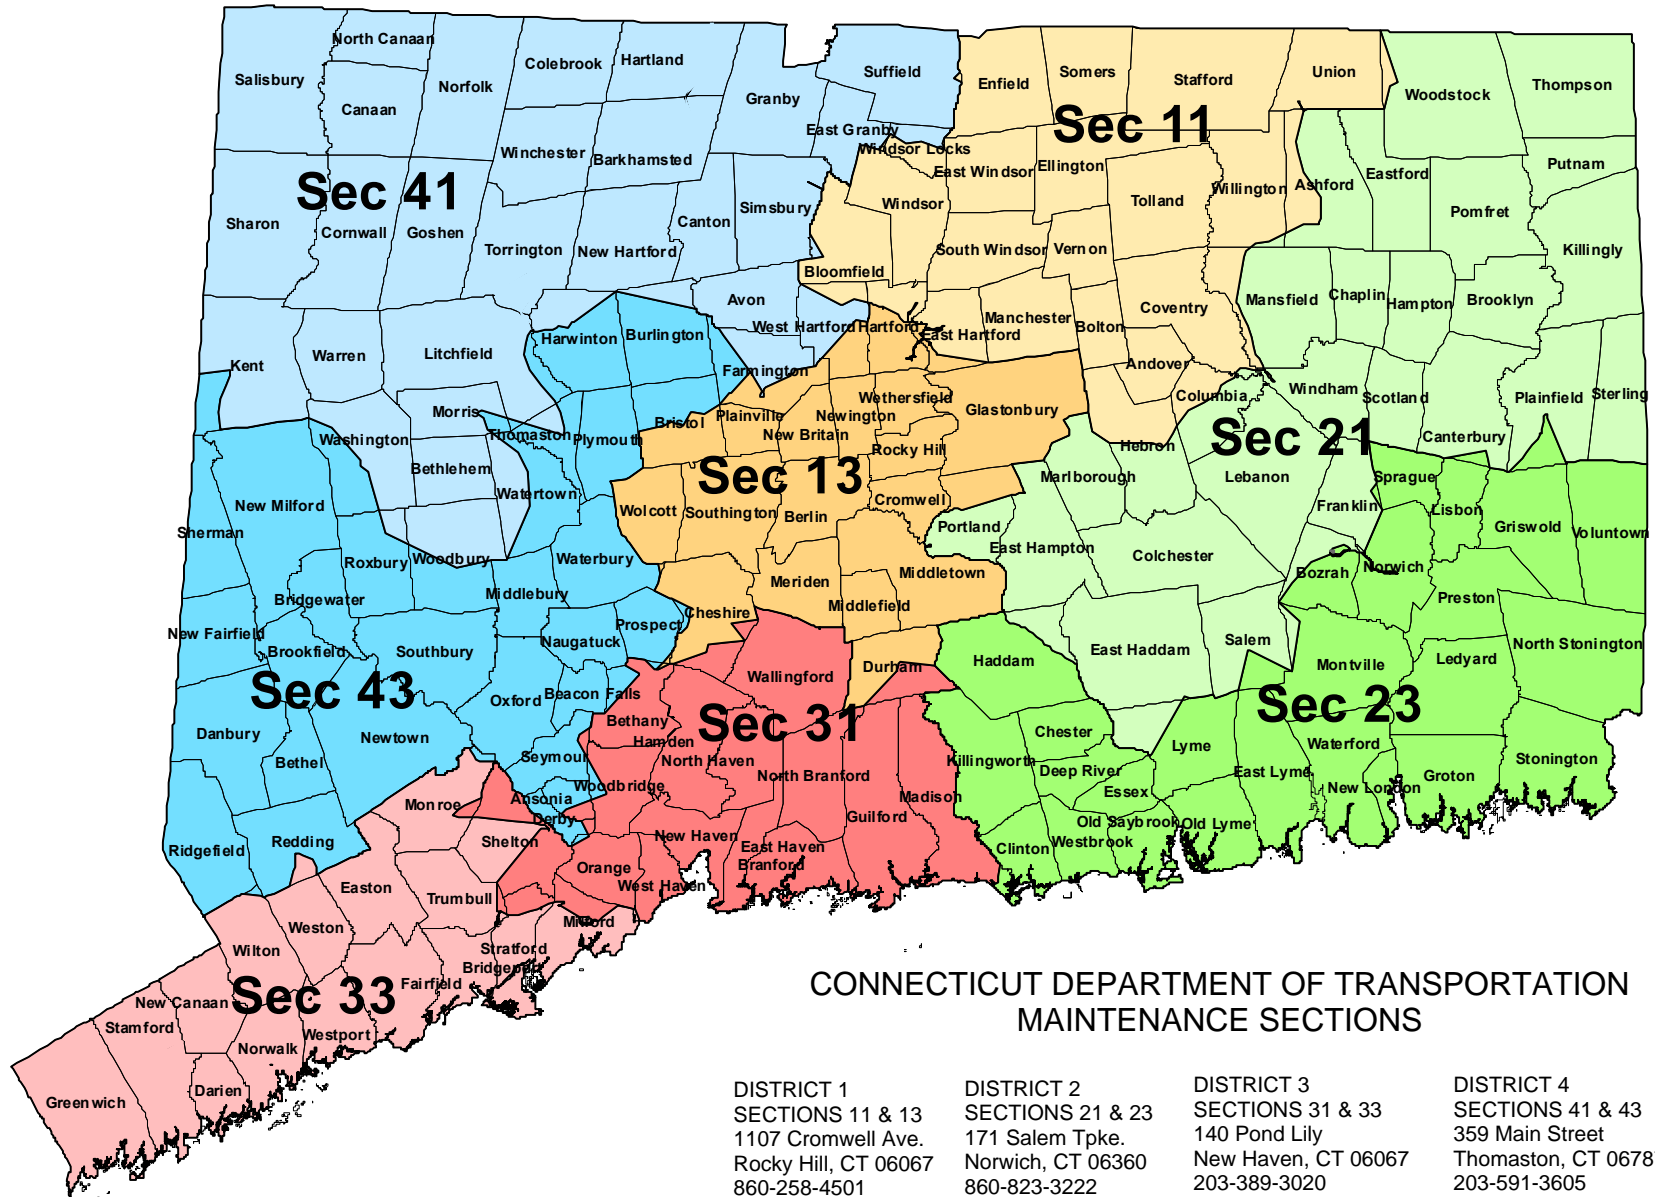 North Canaan
Colebrook
Hartland
Salisbury
Norfolk
Canaan
Granby
Suffield
Enfield
Somers
Stafford
Union
Woodstock
Thompson
East Granby
Sec 11
Winchester
Barkhamsted
Windsor Locks
East Windsor
Ellington
Willington
Ashford
Eastford
Putnam
Sec 41
Sharon
Cornwall
Goshen
Torrington
New Hartford
Canton
Simsbury
Windsor
Tolland
Pomfret
Killingly
South Windsor
Vernon
Bloomfield
Avon
Mansfield
Chaplin
Hampton
Brooklyn
West Hartford
Hartford
East Hartford
Manchester
Bolton
Coventry
Harwinton
Burlington
Kent
Warren
Litchfield
Farmington
Andover
Columbia
Windham
Scotland
Plainfield
Sterling
Morris
Washington
Thomaston
Plymouth
Bristol
Plainville
Wethersfield
Newington
New Britain
Glastonbury
Rocky Hill
Sec 21
Hebron
Canterbury
Bethlehem
Watertown
Sec 13
Marlborough
Lebanon
Sprague
New Milford
Wolcott
Southington
Berlin
Cromwell
Franklin
Lisbon
Griswold
Voluntown
Sherman
Portland
East Hampton
Colchester
Roxbury
Woodbury
Waterbury
Middletown
Bozrah
Norwich
Bridgewater
Middlebury
Meriden
Middlefield
Preston
Cheshire
New Fairfield
Brookfield
Southbury
Naugatuck
Prospect
East Haddam
Salem
North Stonington
Haddam
Durham
Wallingford
Montville
Ledyard
Sec 43
Oxford
Beacon Falls
Sec 31
Sec 23
Danbury
Newtown
Bethany
Hamden
North Haven
Chester
Lyme
Waterford
Bethel
Seymour
Woodbridge
North Branford
Killingworth
Deep River
East Lyme
New London
Groton
Stonington
Monroe
Ansonia
Derby
Madison
Guilford
Essex
Old Saybrook
Old Lyme
Ridgefield
Redding
Shelton
New Haven
East Haven
Branford
Clinton
Westbrook
Orange
West Haven
Easton
Trumbull
Weston
Milford
Wilton
Stratford
Bridgeport
Fairfield
Sec 33
New Canaan
Stamford
Westport
Norwalk
Darien
Greenwich
CONNECTICUT DEPARTMENT OF TRANSPORTATION
MAINTENANCE SECTIONS
DISTRICT 1
SECTIONS 11 & 13
1107 Cromwell Ave.
Rocky Hill, CT 06067
860-258-4501
DISTRICT 2
SECTIONS 21 & 23
171 Salem Tpke.
Norwich, CT 06360
860-823-3222
DISTRICT 3
SECTIONS 31 & 33
140 Pond Lily
New Haven, CT 06067
203-389-3020
DISTRICT 4
SECTIONS 41 & 43
359 Main Street
Thomaston, CT 0678
203-591-3605